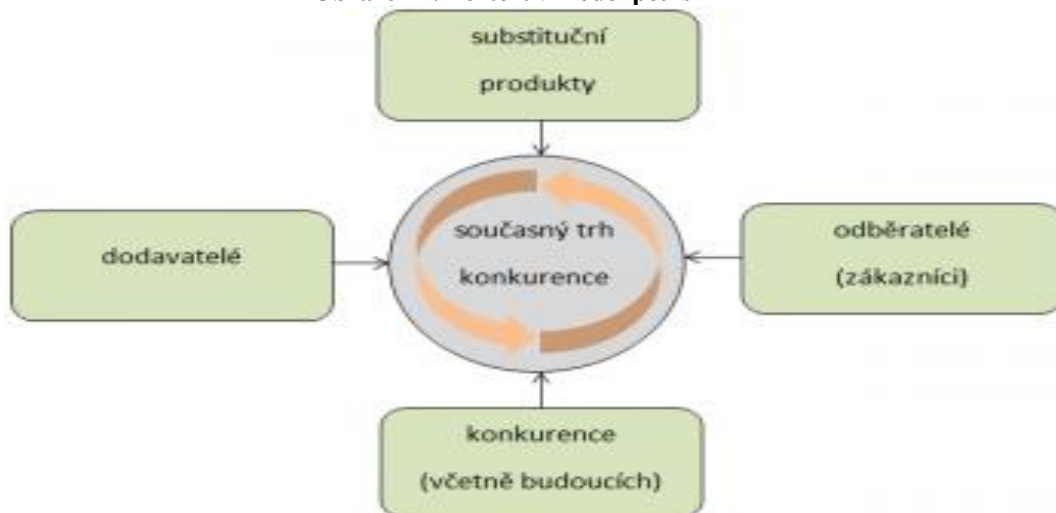 substituční
produkty
dodavatelé
současný trh
konkurence
odběratelé
(zákazníci)
konkurence
(včetně budoucích)